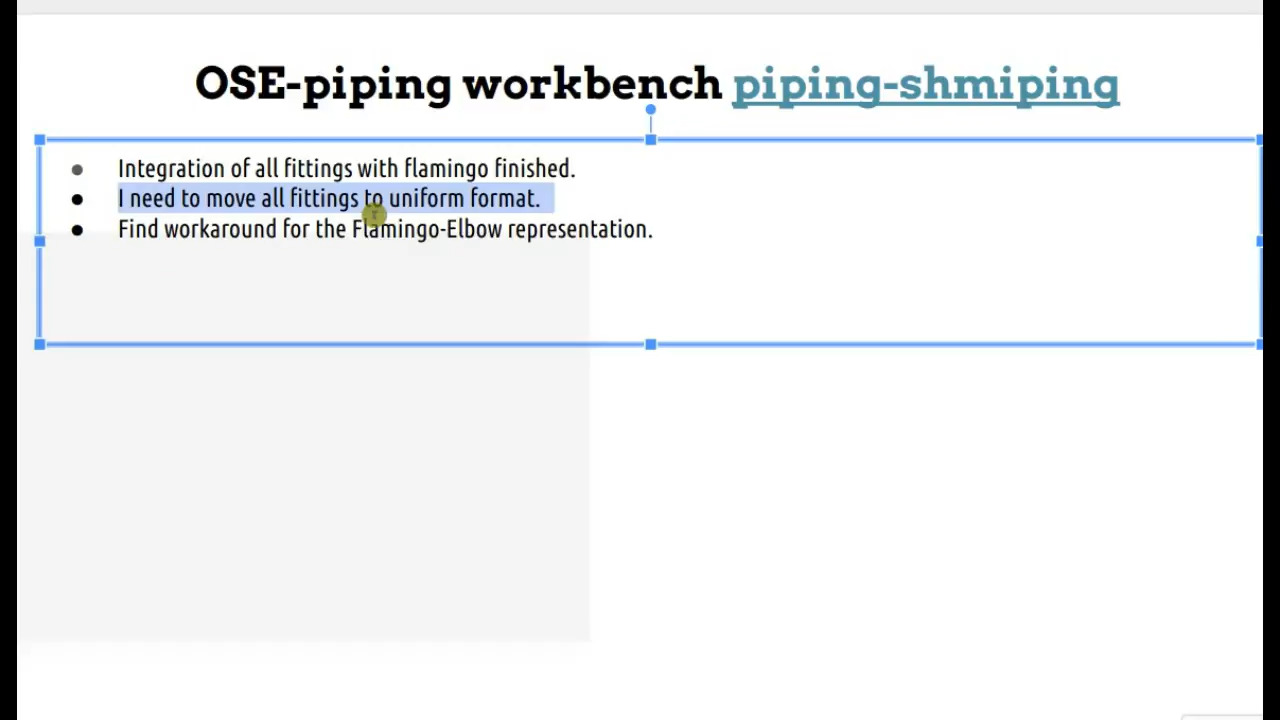 OSE-piping workbench piping-shmiping
Integration of all fittings with flamingo finished.
I need to move all fittings to uniform format.
Find workaround for the Flamingo-Elbow representation.